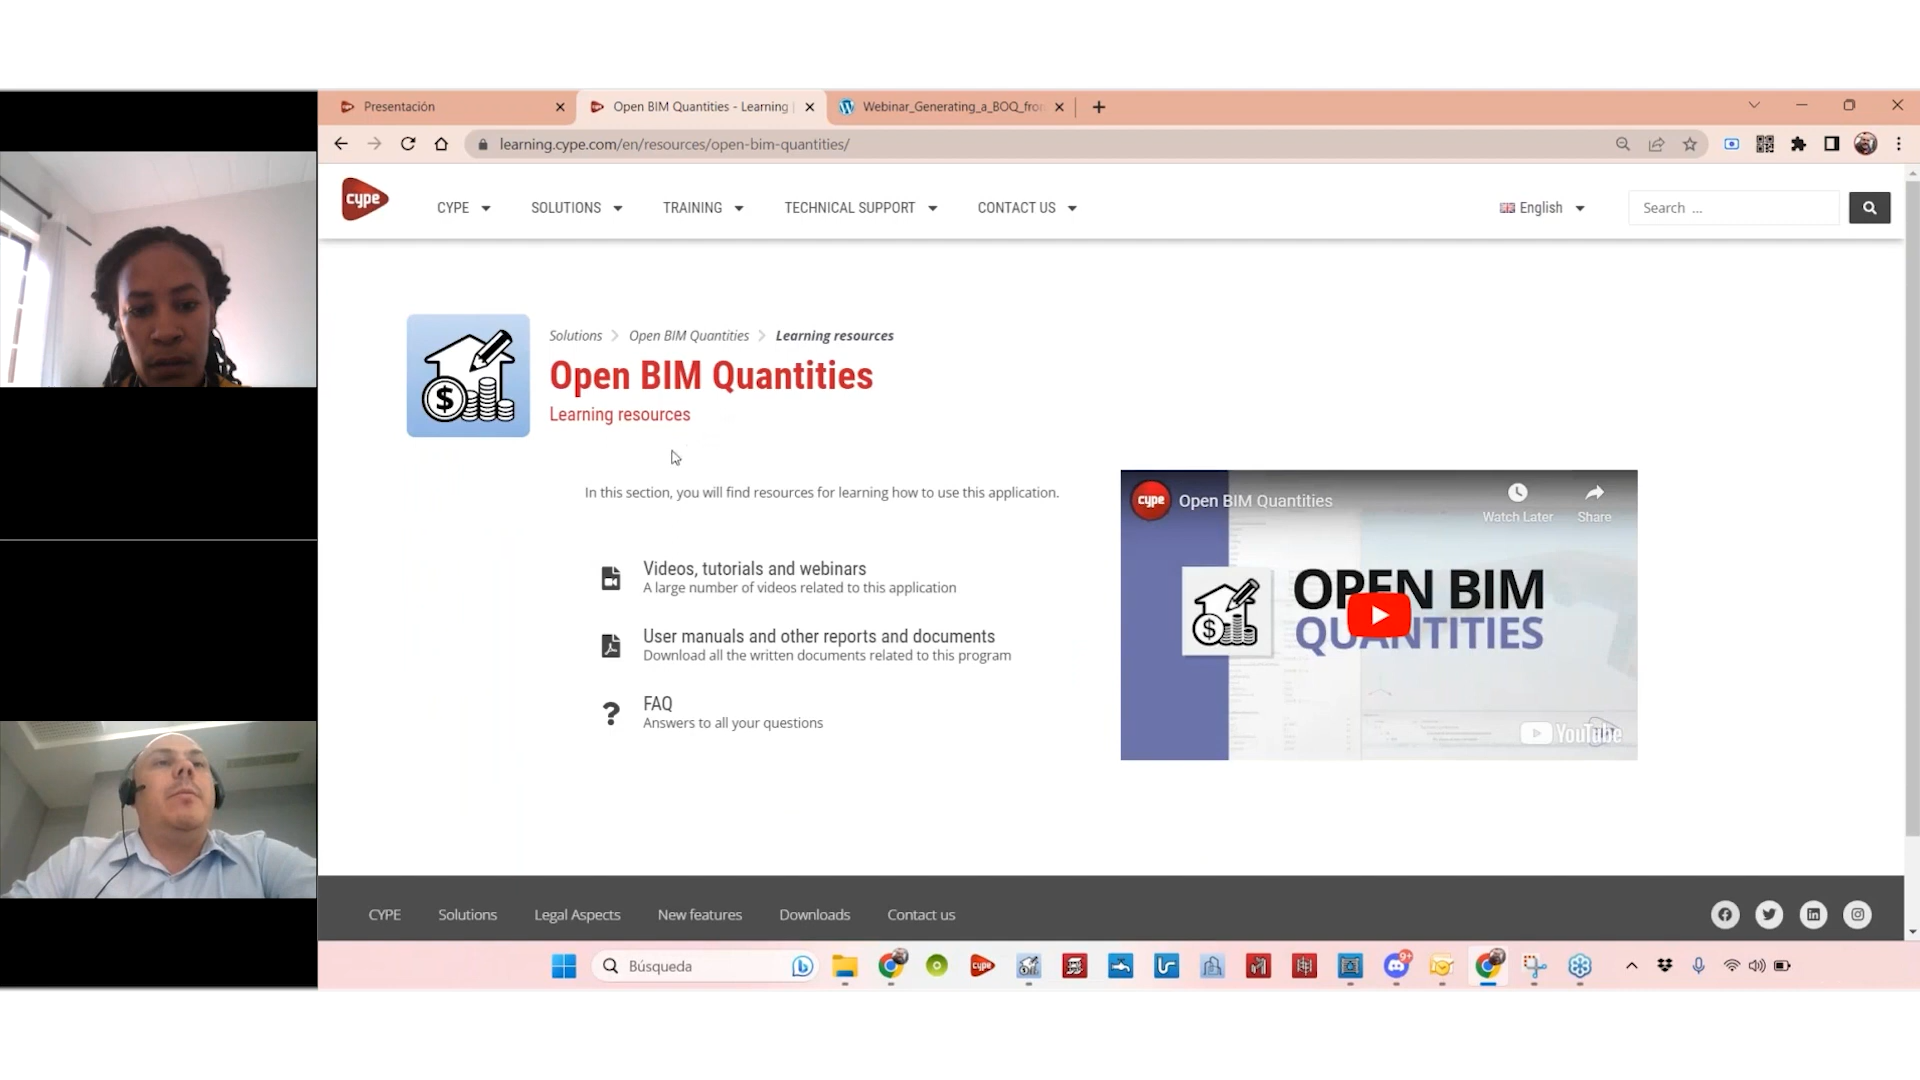 Presentación
Open BIM Quantities - Learning
Webinar_Generating_a_BOQ_fro
learning.cype.com/en/resources/open-bim-quantities/
cype
CYPE
SOLUTIONS
TRAINING
TECHNICAL SUPPORT
CONTACT US
English
Search ...
Solutions
Open BIM Quantities
Learning resources
Open BIM Quantities
Learning resources
In this section, you will find resources for learning how to use this application.
Videos, tutorials and webinars
A large number of videos related to this application
User manuals and other reports and documents
Download all the written documents related to this program
FAQ
Answers to all your questions
cype
Open BIM Quantities
Watch Later
Share
OPEN BIM
QUANTITIES
YouTube
CYPE
Solutions
Legal Aspects
New features
Downloads
Contact us
Búsqueda
cype
9+